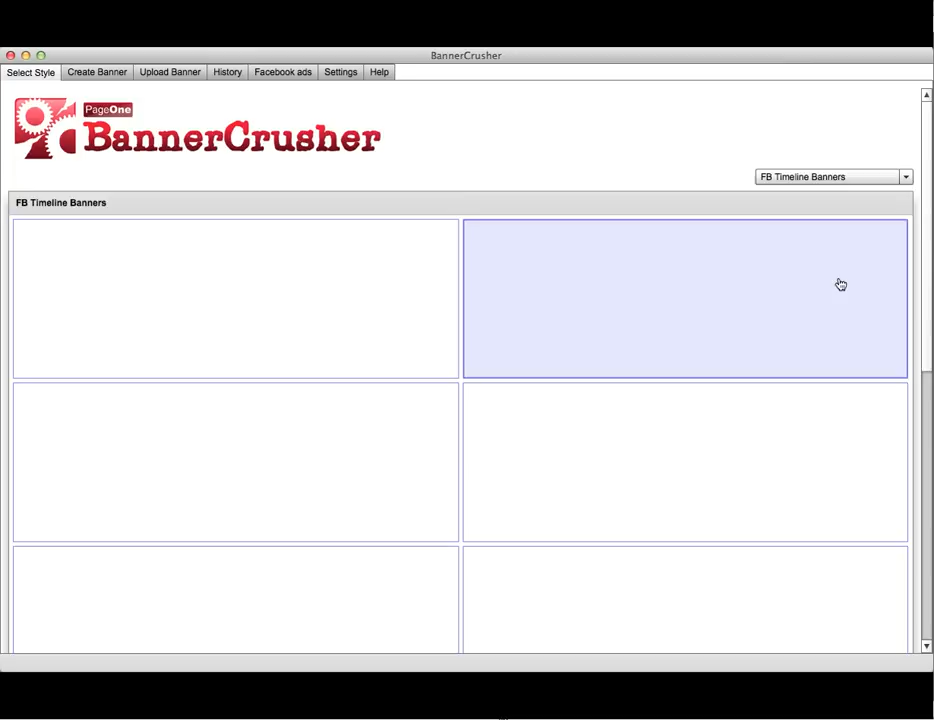 BannerCrusher
Select Style Create Banner Upload Banner History Facebook ads Settings Help
PageOne
BannerCrusher
FB Timeline Banners
FB Timeline Banners